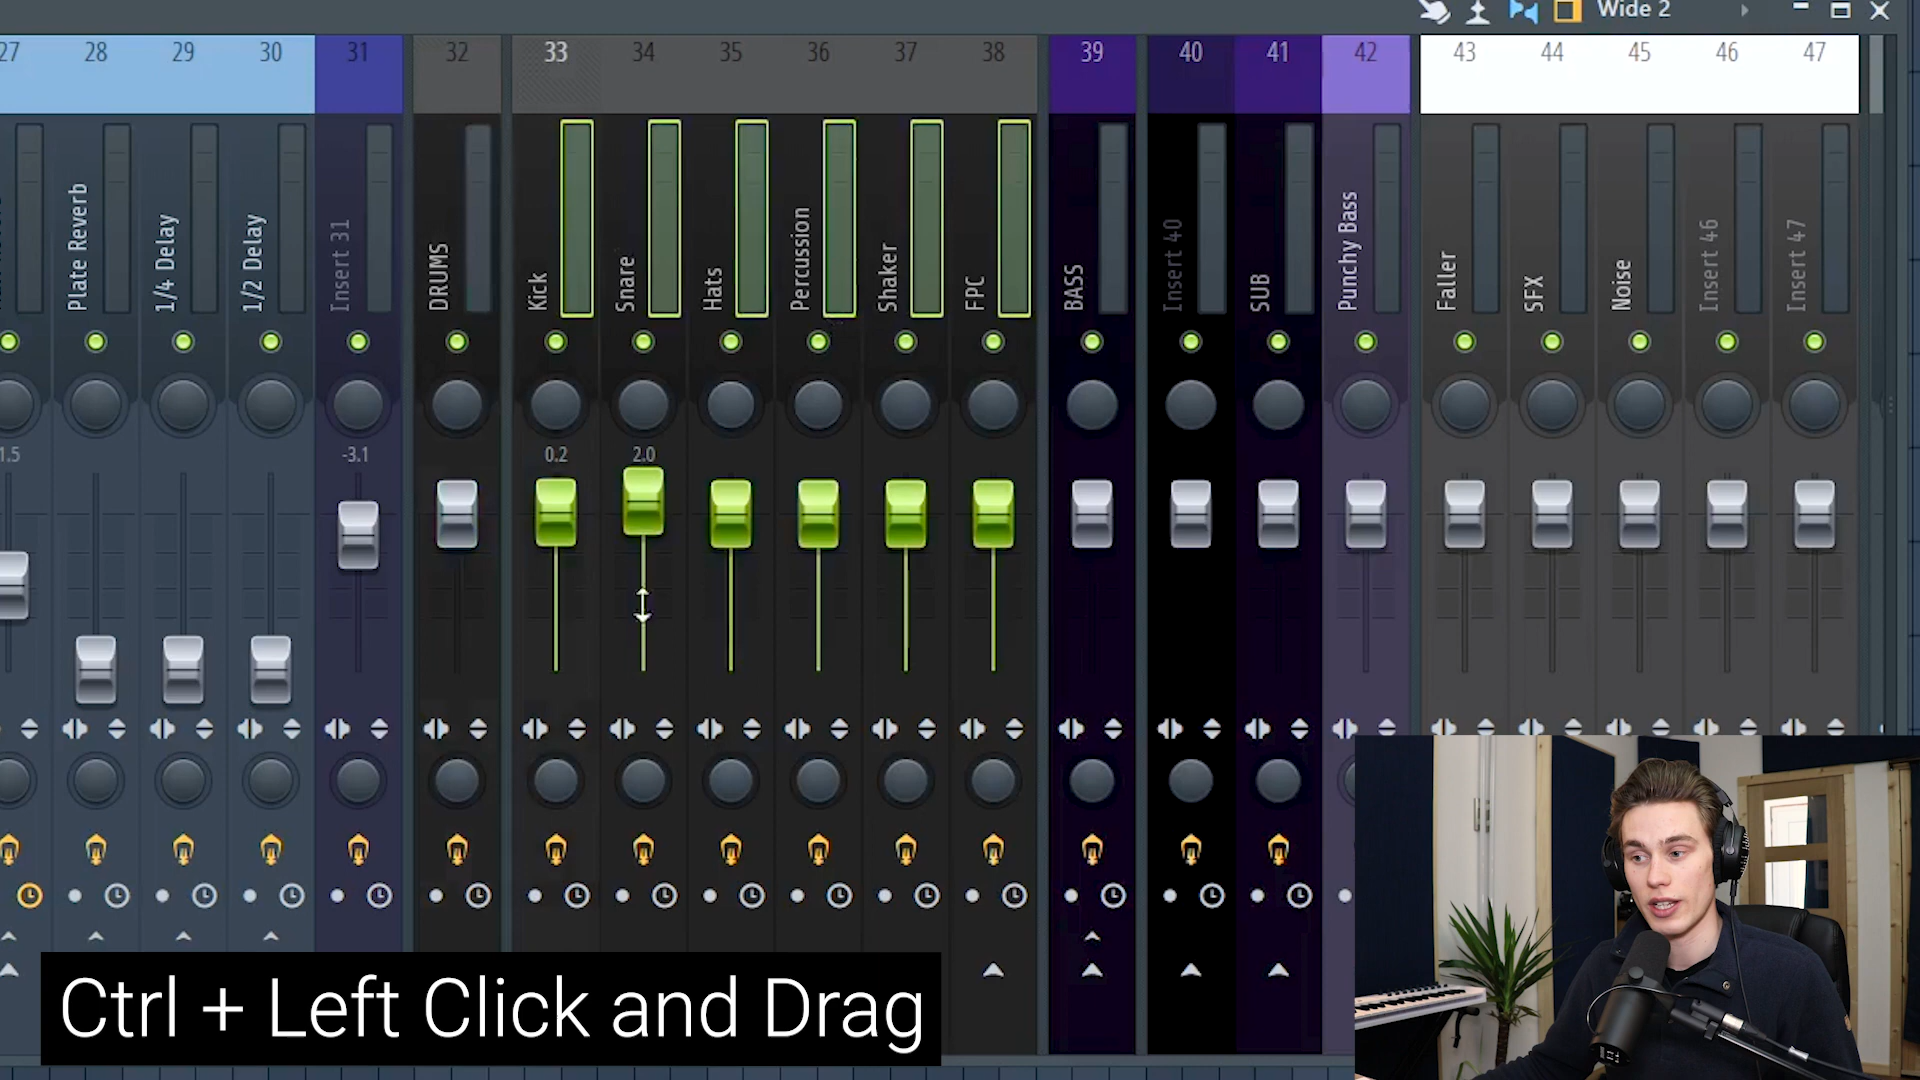 Wide 2
27 28 29 30 31 32 33 34 35 36 37 38 39 40 41 42 43 44 45 46 47
Plate Reverb
1/4 Delay
1/2 Delay
Insert 31
DRUMS
Kick
Snare
Hats
Percussion
Shaker
FPC
BASS
Insert 40
SUB
Punchy Bass
Faller
SFX
Noise
Insert 46
Insert 47
-3.1 0.2 2.0
Ctrl + Left Click and Drag